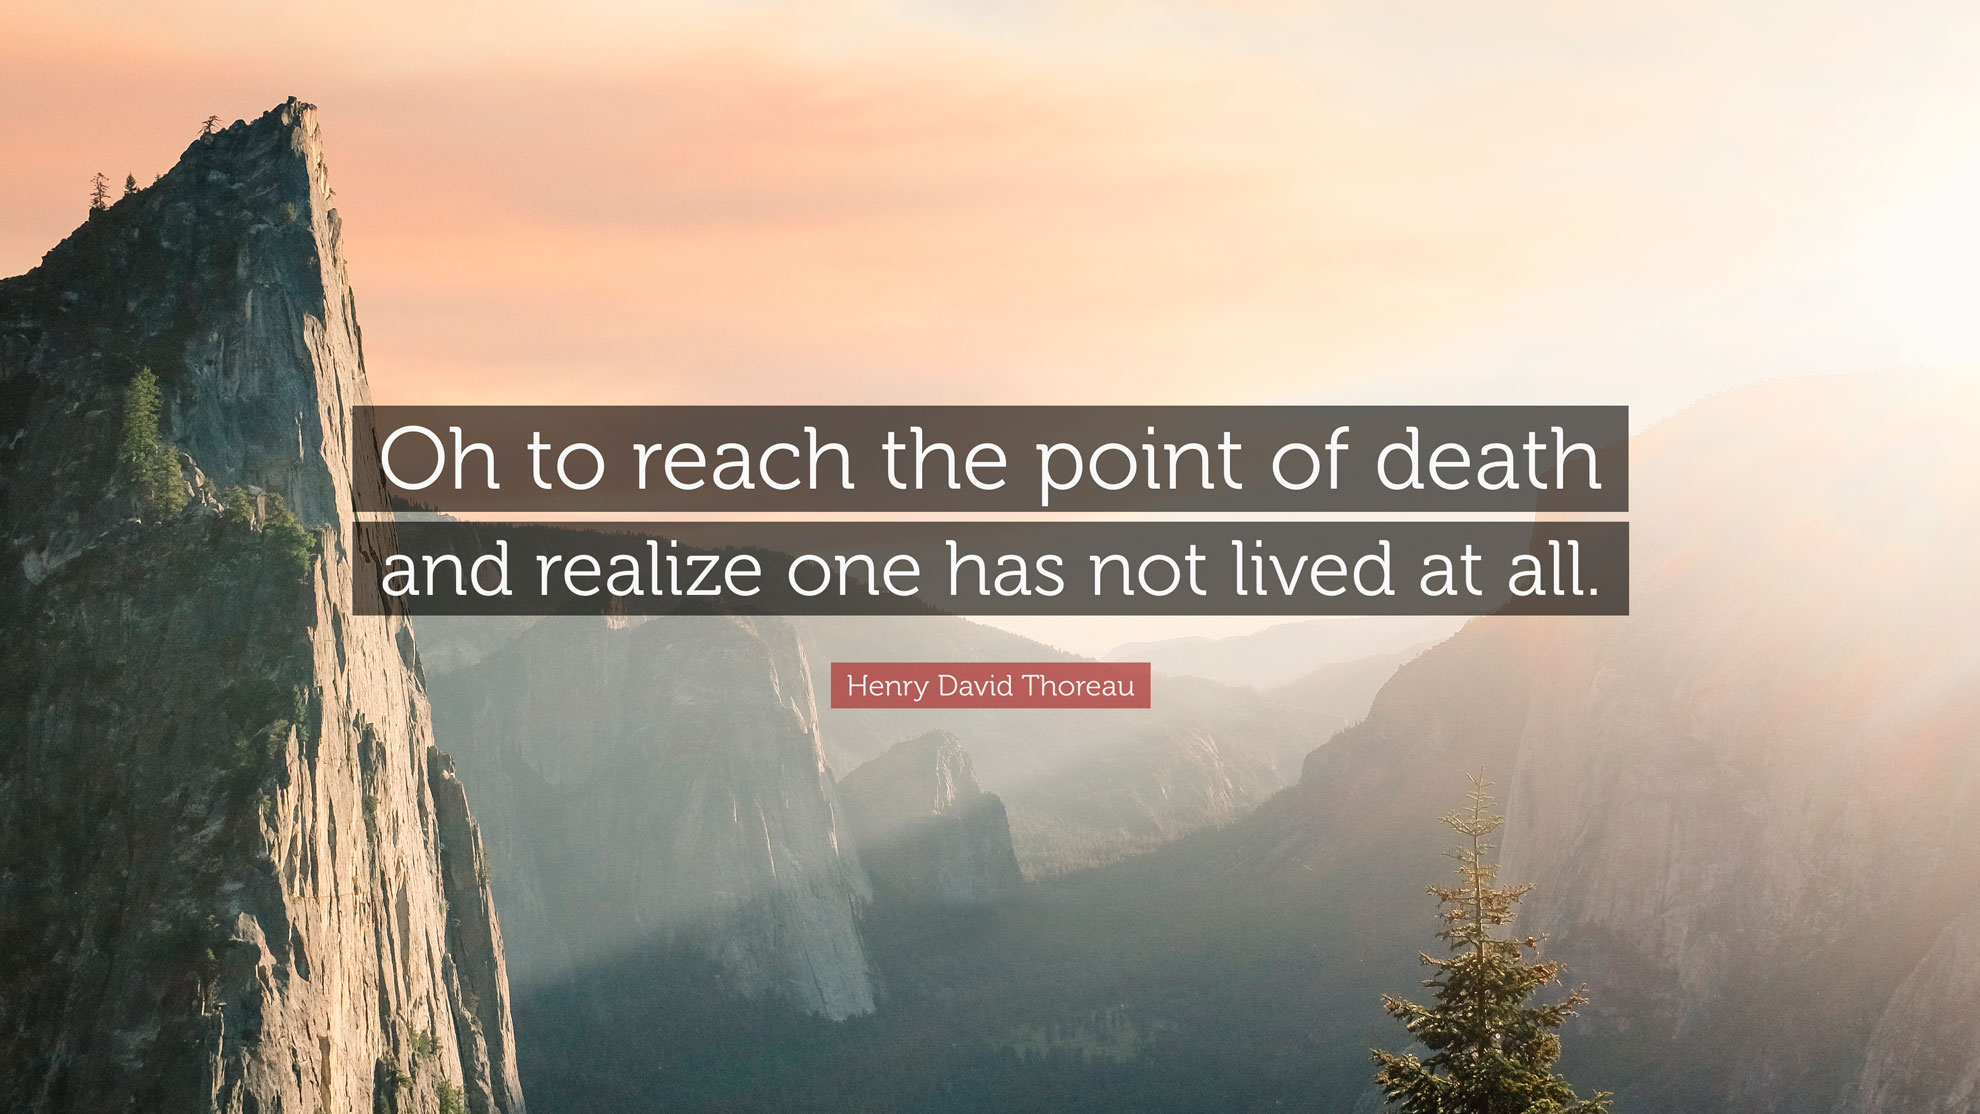 Oh to reach the point of death
and realize one has not lived at all.
Henry David Thoreau